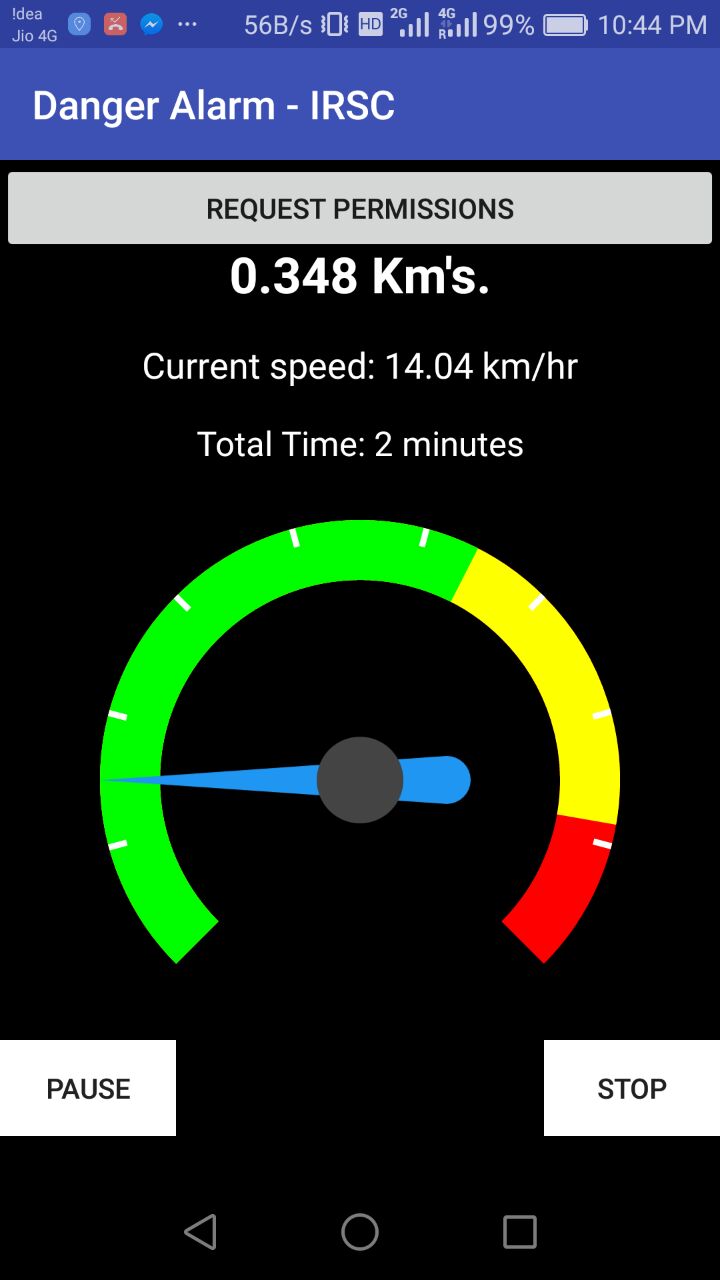 !dea
Jio 4G
56B/s HD 2G 4G R 99% 10:44 PM
Danger Alarm - IRSC
REQUEST PERMISSIONS
0.348 Km's.
Current speed: 14.04 km/hr
Total Time: 2 minutes
PAUSE
STOP